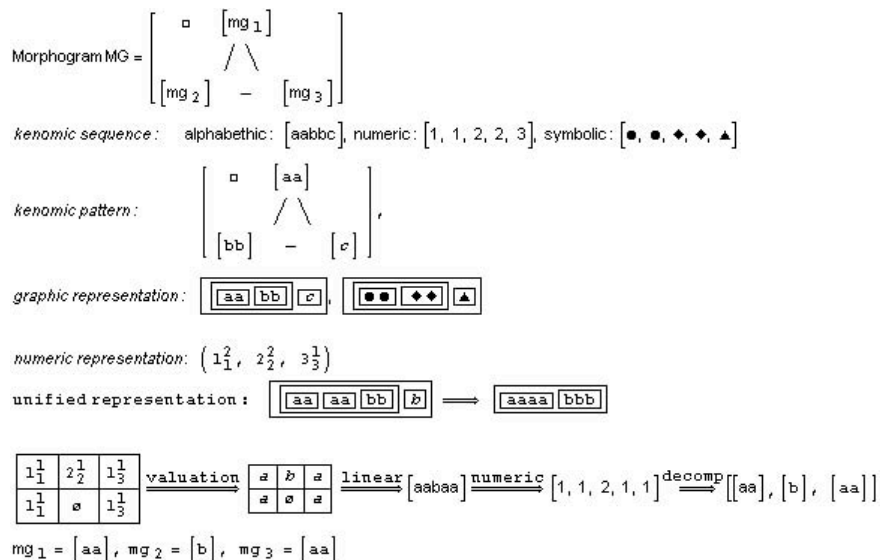 □ [mg 1]
Morphogram MG =
/ \
[mg 2] – [mg 3]
kenomic sequence : alphabethic : [aabbc], numeric : [1, 1, 2, 2, 3], symbolic : [●, ●, ◆, ◆, ▲]
□ [aa]
kenomic pattern : / \ ,
[bb] – [c]
graphic representation : aa bb c , ●● ◆◆ ▲
numeric representation: (1₁², 2₂², 3₃¹)
unified representation : aa aa bb b ⟹ aaaa bbb
1₁¹ 2₂¹ 1₃¹ valuation a b a linear [aabaa] numeric [1, 1, 2, 1, 1] decomp [[aa], [b], [aa]]
1₁¹ ø 1₃¹ a ø a
mg 1 = [aa], mg 2 = [b], mg 3 = [aa]